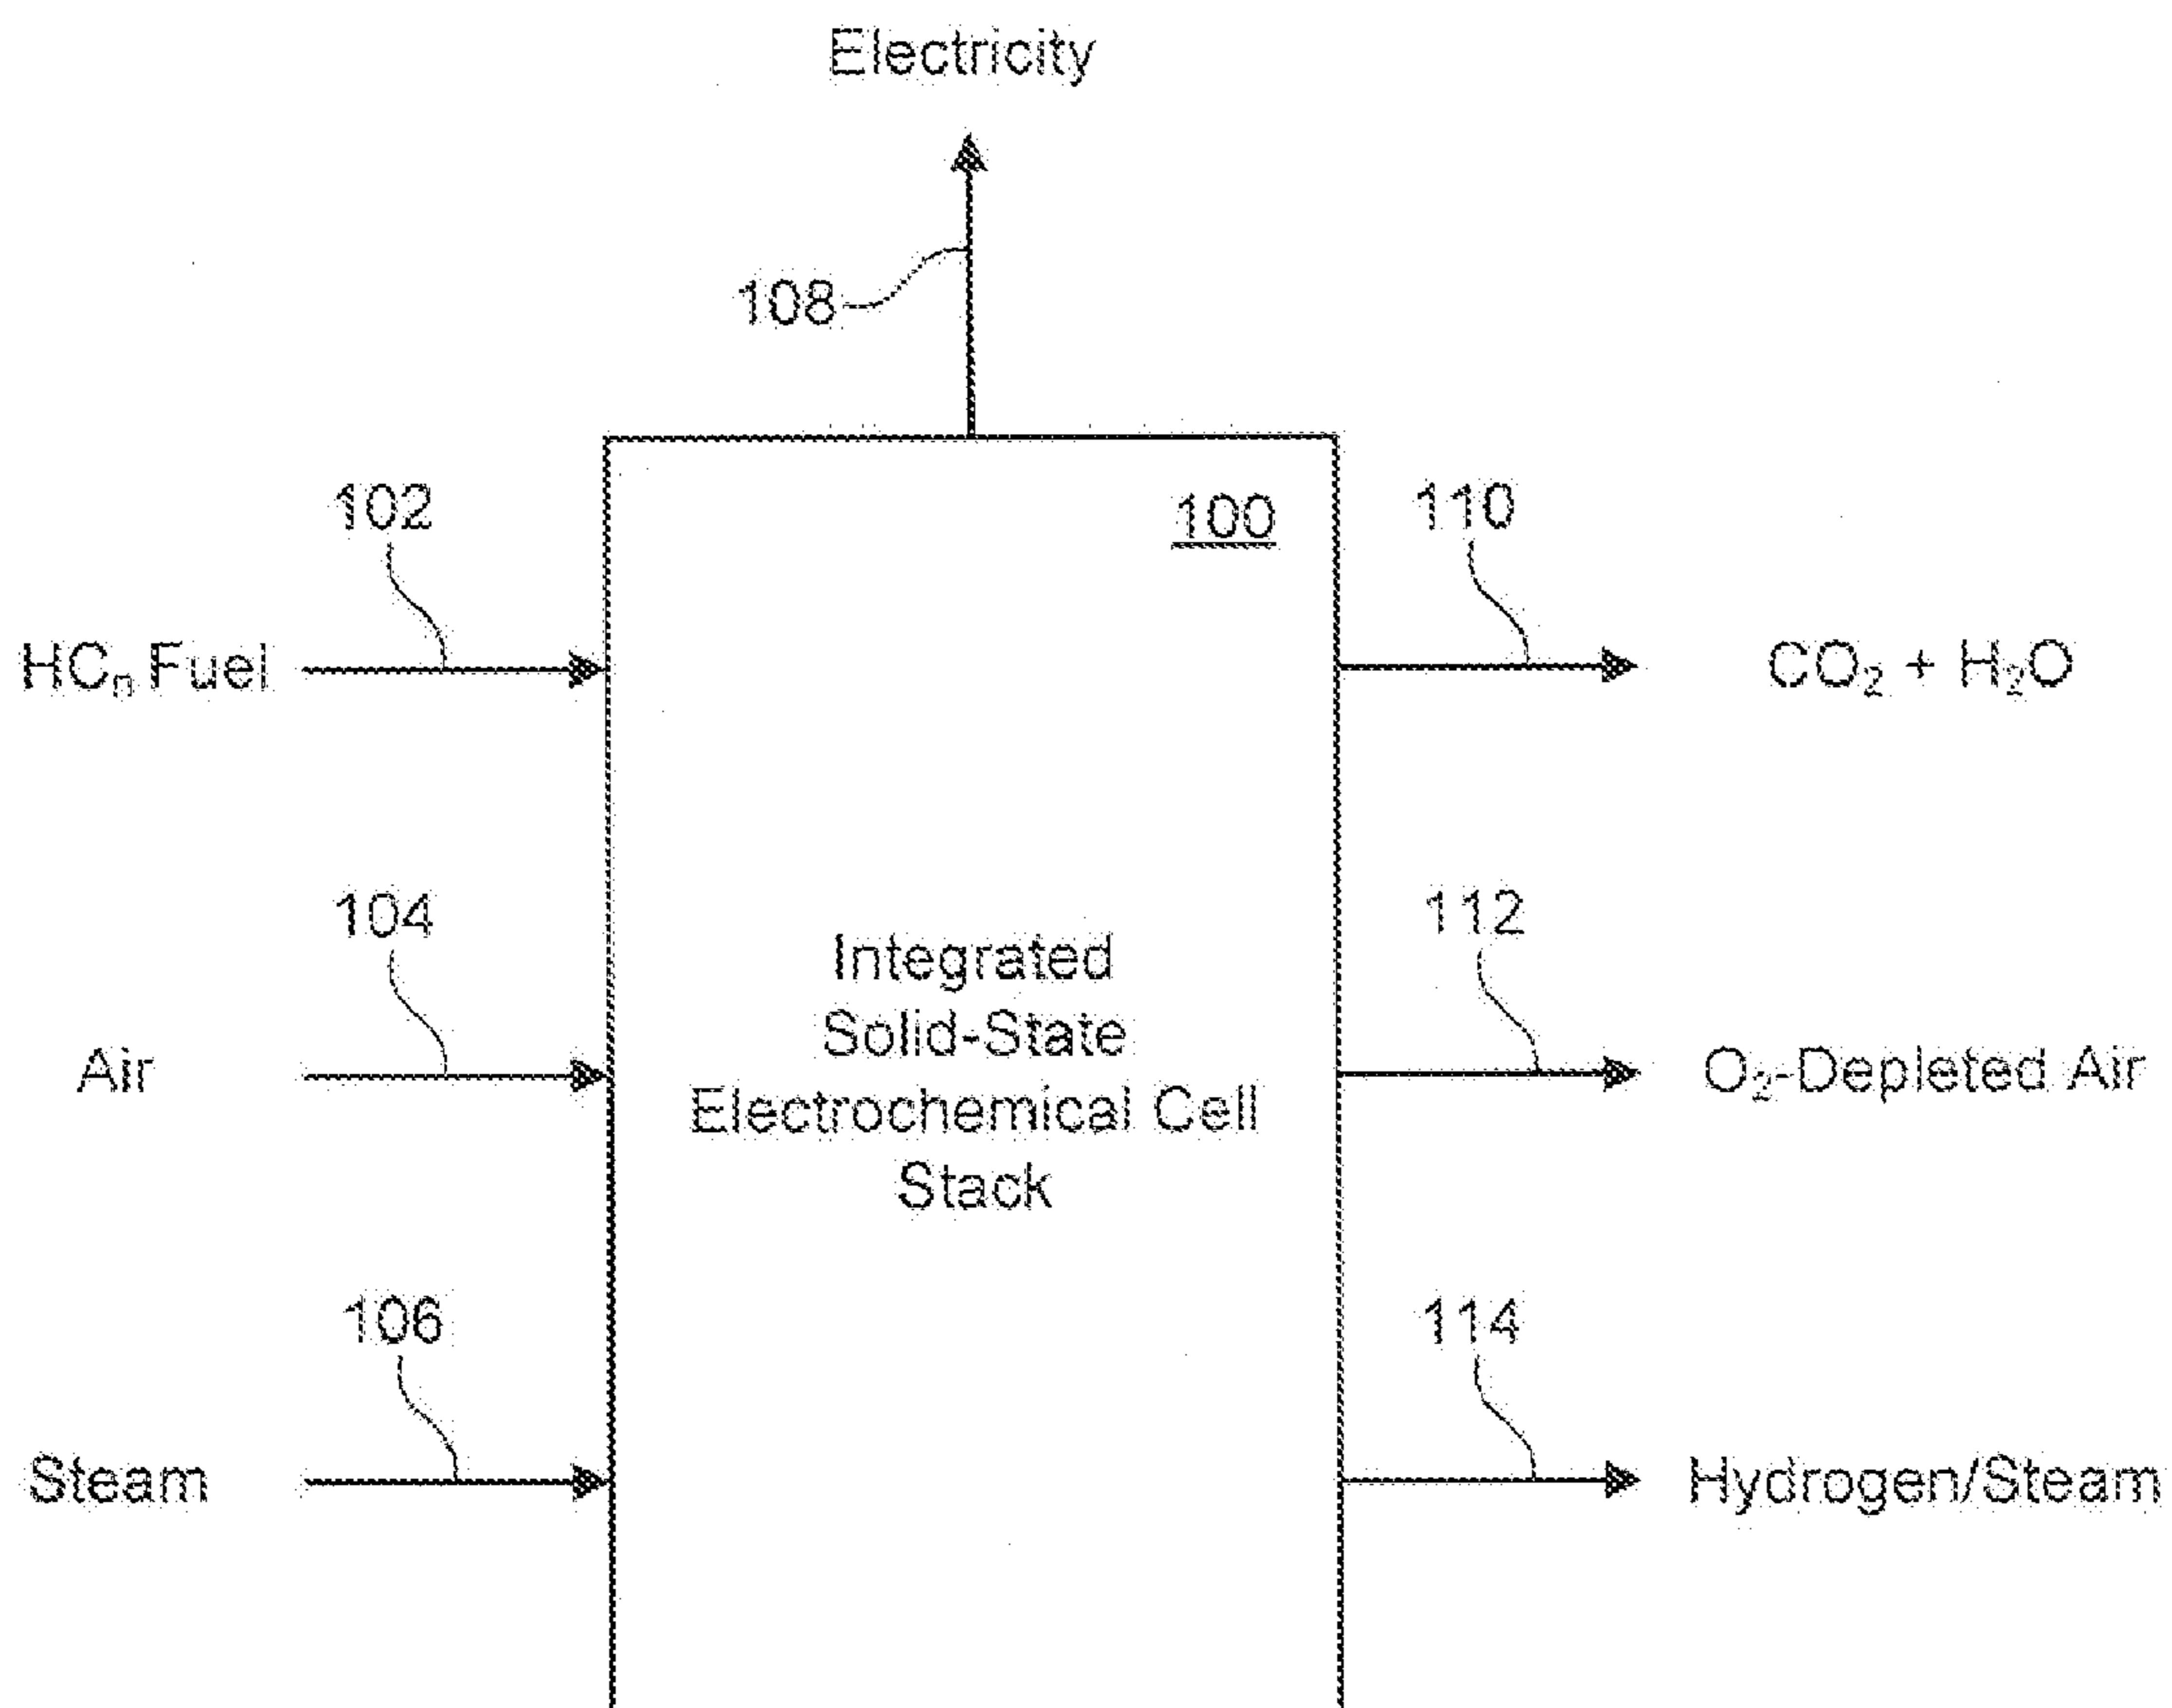 Electricity
108
100
102
110
HCₙ Fuel
CO₂ + H₂O
104
112
Integrated
Solid-State
Electrochemical Cell
Stack
Air
O₂-Depleted Air
106
114
Steam
Hydrogen/Steam